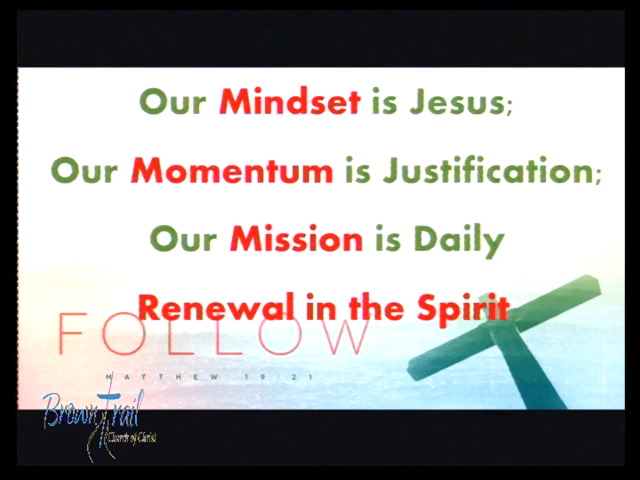 Our Mindset is Jesus;
Our Momentum is Justification;
Our Mission is Daily
Renewal in the Spirit
FOLLOW
MATTHEW 19:21
Brown Trail
Church of Christ